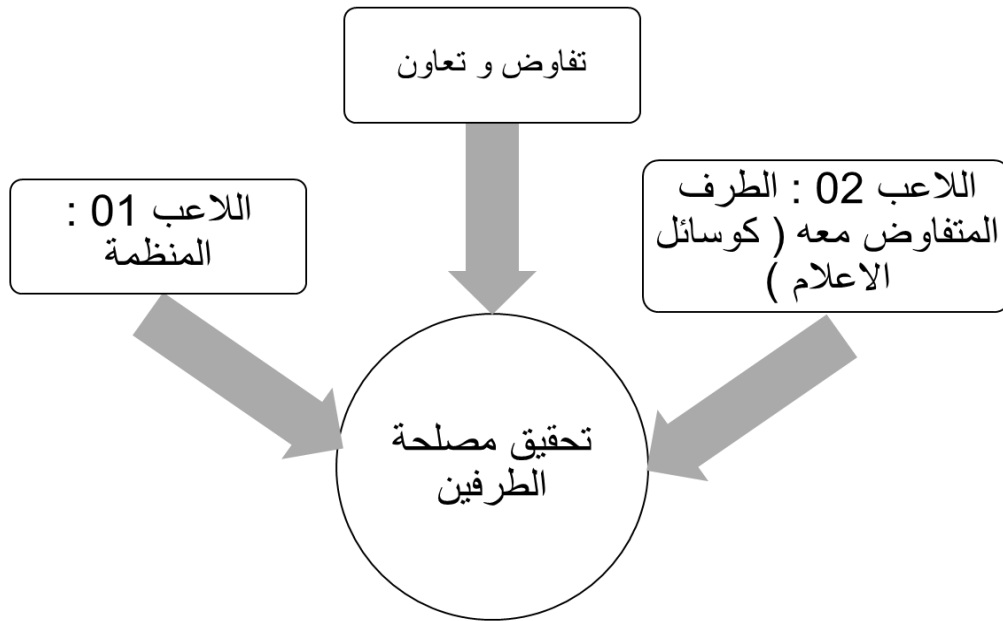 تفاوض و تعاون
اللاعب 02 : الطرف
المتفاوض معه ( كوسائل
الاعلام )
اللاعب 01 :
المنظمة
تحقيق مصلحة
الطرفين